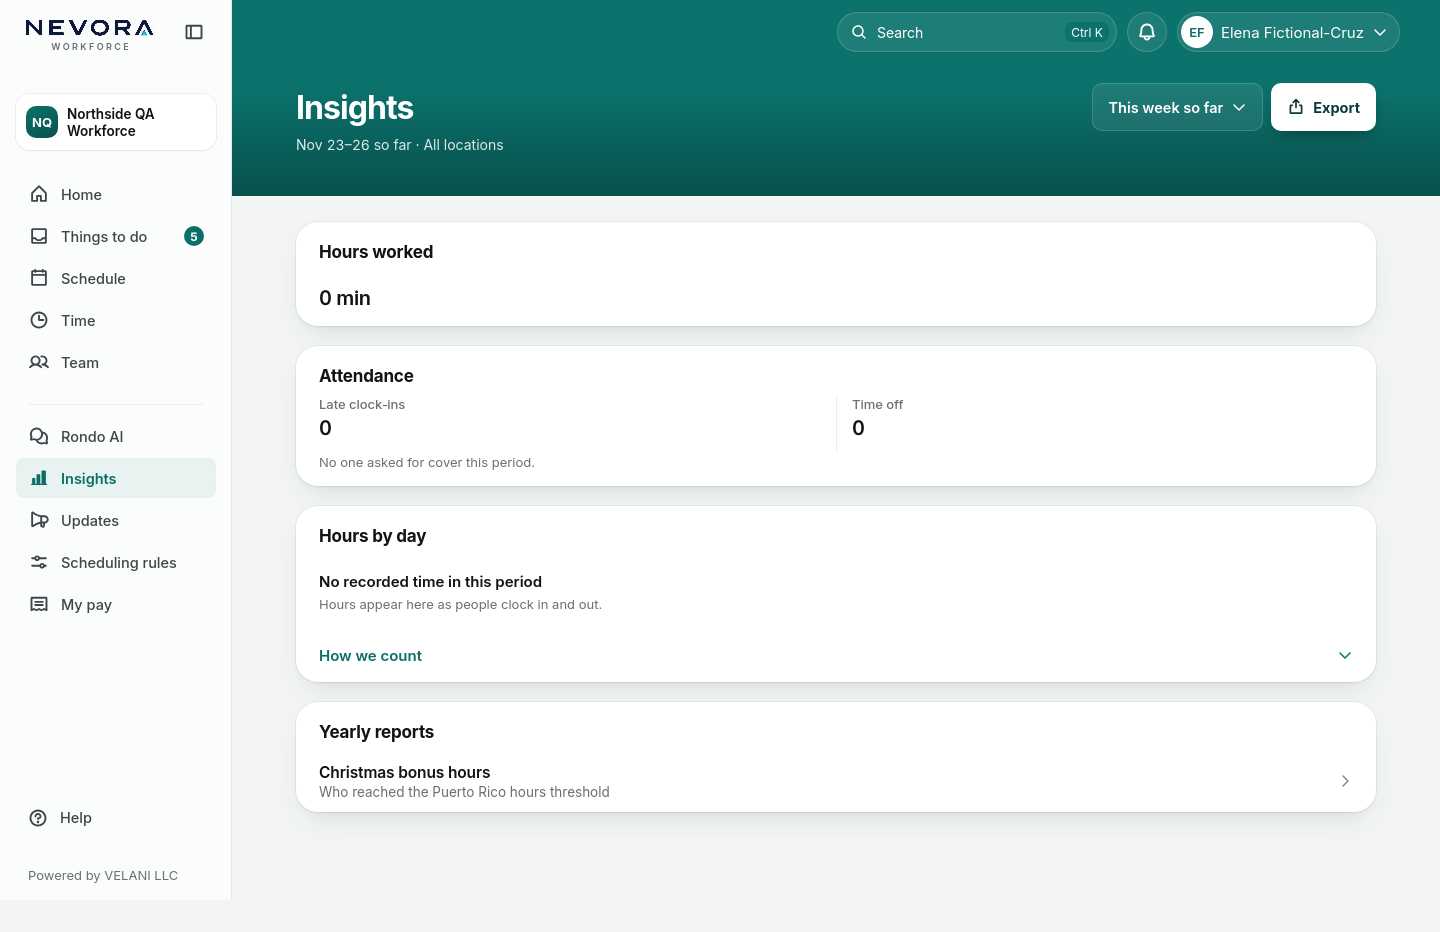 NEVORA
WORKFORCE
Search
Ctrl K
EF
Elena Fictional-Cruz
NQ
Northside QA
Workforce
Insights
Nov 23–26 so far · All locations
This week so far
Export
Home
Things to do
5
Schedule
Time
Team
Rondo AI
Insights
Updates
Scheduling rules
My pay
Help
Powered by VELANI LLC
Hours worked
0 min
Attendance
Late clock-ins
0
Time off
0
No one asked for cover this period.
Hours by day
No recorded time in this period
Hours appear here as people clock in and out.
How we count
Yearly reports
Christmas bonus hours
Who reached the Puerto Rico hours threshold